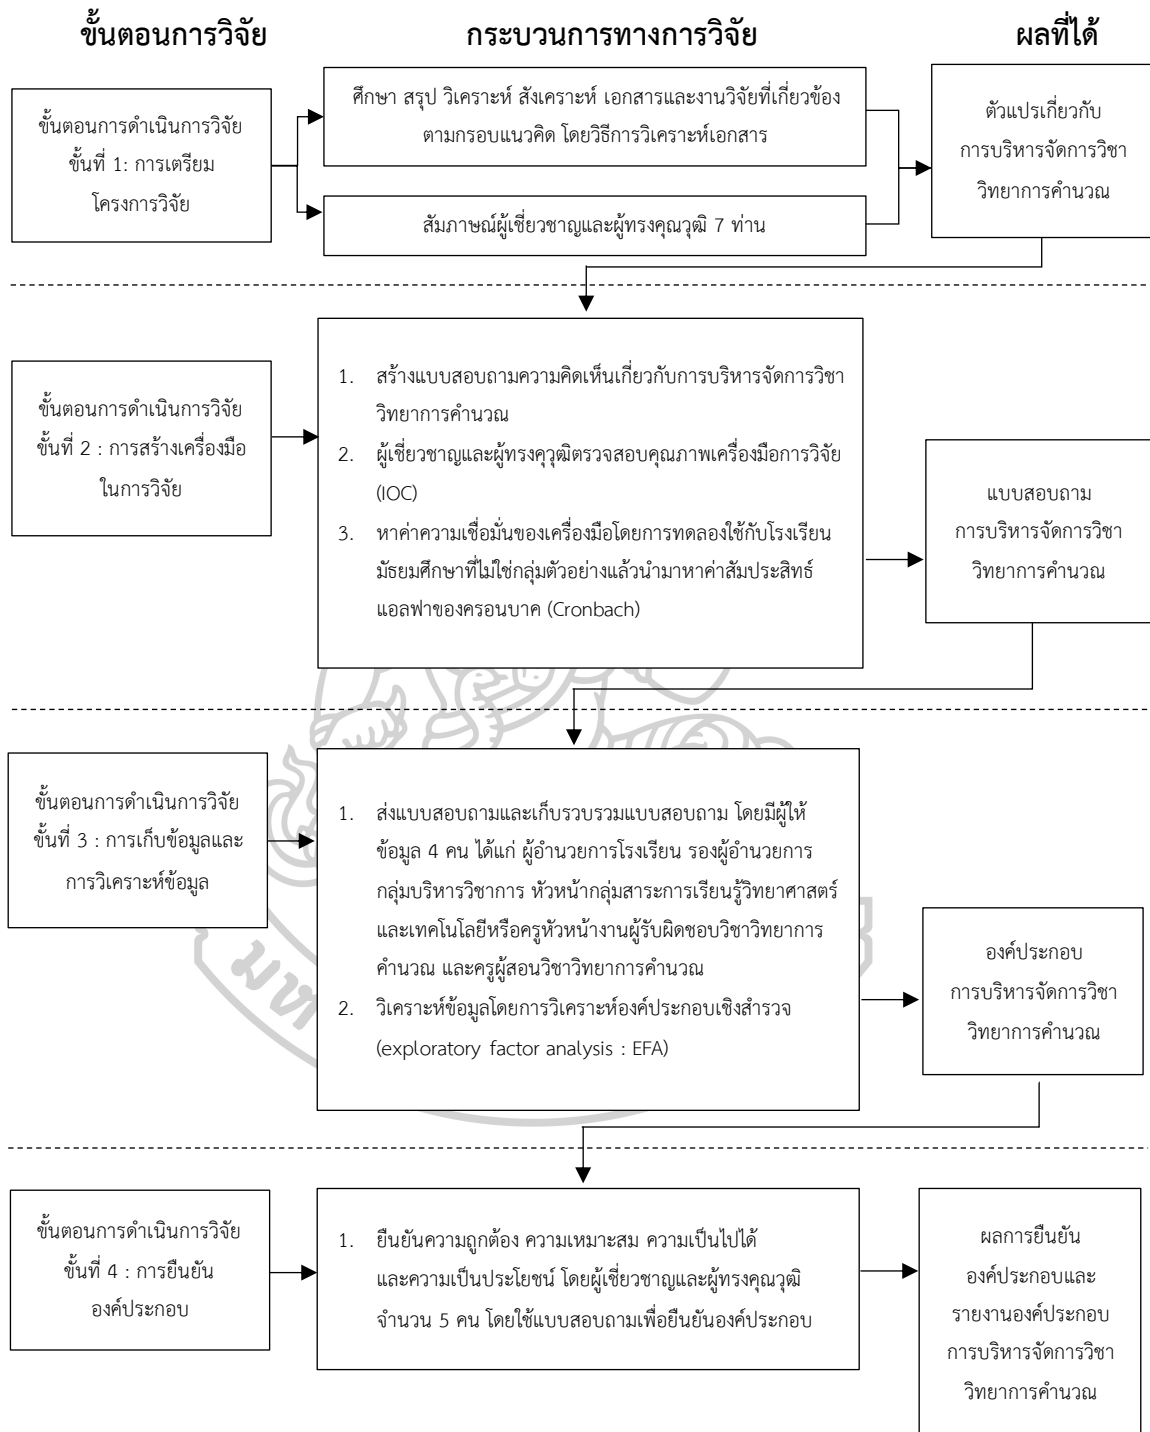 ขั้นตอนการวิจัย
กระบวนการทางการวิจัย
ผลที่ได้
ขั้นตอนการดำเนินการวิจัย
ขั้นที่ 1: การเตรียม
โครงการวิจัย
ศึกษา สรุป วิเคราะห์ สังเคราะห์ เอกสารและงานวิจัยที่เกี่ยวข้อง
ตามกรอบแนวคิด โดยวิธีการวิเคราะห์เอกสาร
สัมภาษณ์ผู้เชี่ยวชาญและผู้ทรงคุณวุฒิ 7 ท่าน
ตัวแปรเกี่ยวกับ
การบริหารจัดการวิชา
วิทยาการคำนวณ
ขั้นตอนการดำเนินการวิจัย
ขั้นที่ 2 : การสร้างเครื่องมือ
ในการวิจัย
1. สร้างแบบสอบถามความคิดเห็นเกี่ยวกับการบริหารจัดการวิชา
วิทยาการคำนวณ
2. ผู้เชี่ยวชาญและผู้ทรงคุวุฒิตรวจสอบคุณภาพเครื่องมือการวิจัย
(IOC)
3. หาค่าความเชื่อมั่นของเครื่องมือโดยการทดลองใช้กับโรงเรียน
มัธยมศึกษาที่ไม่ใช่กลุ่มตัวอย่างแล้วนำมาหาค่าสัมประสิทธ์
แอลฟาของครอนบาค (Cronbach)
แบบสอบถาม
การบริหารจัดการวิชา
วิทยาการคำนวณ
ขั้นตอนการดำเนินการวิจัย
ขั้นที่ 3 : การเก็บข้อมูลและ
การวิเคราะห์ข้อมูล
1. ส่งแบบสอบถามและเก็บรวบรวมแบบสอบถาม โดยมีผู้ให้
ข้อมูล 4 คน ได้แก่ ผู้อำนวยการโรงเรียน รองผู้อำนวยการ
กลุ่มบริหารวิชาการ หัวหน้ากลุ่มสาระการเรียนรู้วิทยาศาสตร์
และเทคโนโลยีหรือครูหัวหน้างานผู้รับผิดชอบวิชาวิทยาการ
คำนวณ และครูผู้สอนวิชาวิทยาการคำนวณ
2. วิเคราะห์ข้อมูลโดยการวิเคราะห์องค์ประกอบเชิงสำรวจ
(exploratory factor analysis : EFA)
องค์ประกอบ
การบริหารจัดการวิชา
วิทยาการคำนวณ
ขั้นตอนการดำเนินการวิจัย
ขั้นที่ 4 : การยืนยัน
องค์ประกอบ
1. ยืนยันความถูกต้อง ความเหมาะสม ความเป็นไปได้
และความเป็นประโยชน์ โดยผู้เชี่ยวชาญและผู้ทรงคุณวุฒิ
จำนวน 5 คน โดยใช้แบบสอบถามเพื่อยืนยันองค์ประกอบ
ผลการยืนยัน
องค์ประกอบและ
รายงานองค์ประกอบ
การบริหารจัดการวิชา
วิทยาการคำนวณ